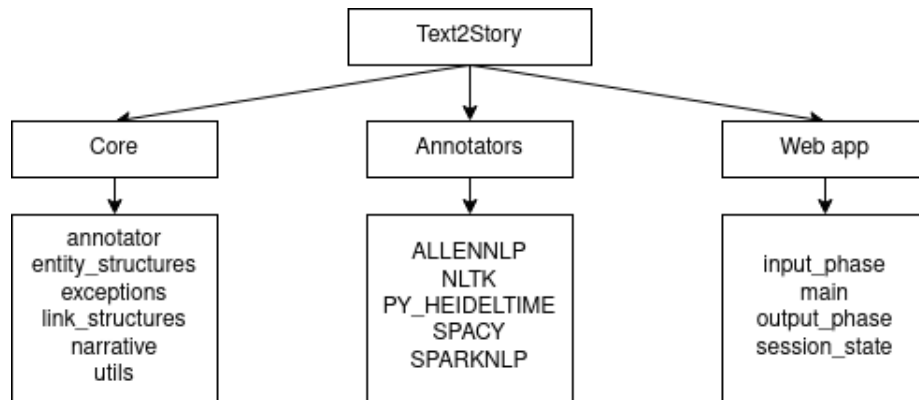 Text2Story
Core
Annotators
Web app
annotator
entity_structures
exceptions
link_structures
narrative
utils
ALLENNLP
NLTK
PY_HEIDELTIME
SPACY
SPARKNLP
input_phase
main
output_phase
session_state